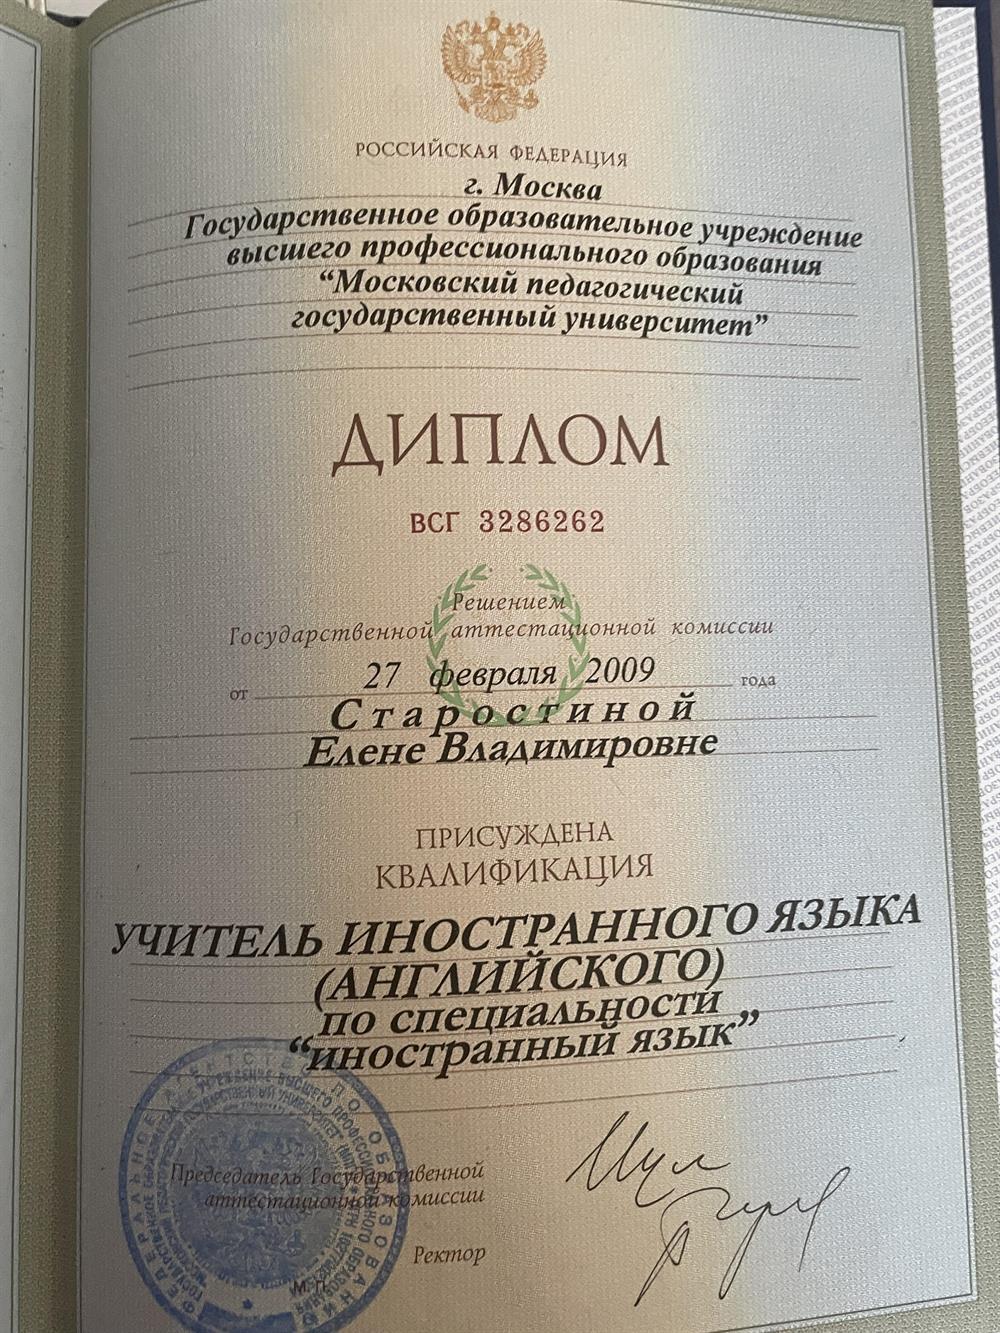 РОССИЙСКАЯ ФЕДЕРАЦИЯ
г. Москва
Государственное образовательное учреждение
высшего профессионального образования
“Московский педагогический
государственный университет”
ДИПЛОМ
ВСГ 3286262
Решением
Государственной аттестационной комиссии
от 27 февраля 2009 года
Старостиной
Елене Владимировне
ПРИСУЖДЕНА
КВАЛИФИКАЦИЯ
УЧИТЕЛЬ ИНОСТРАННОГО ЯЗЫКА
(АНГЛИЙСКОГО)
по специальности
“иностранный язык”
Председатель Государственной
аттестационной комиссии
Ректор
М.П.